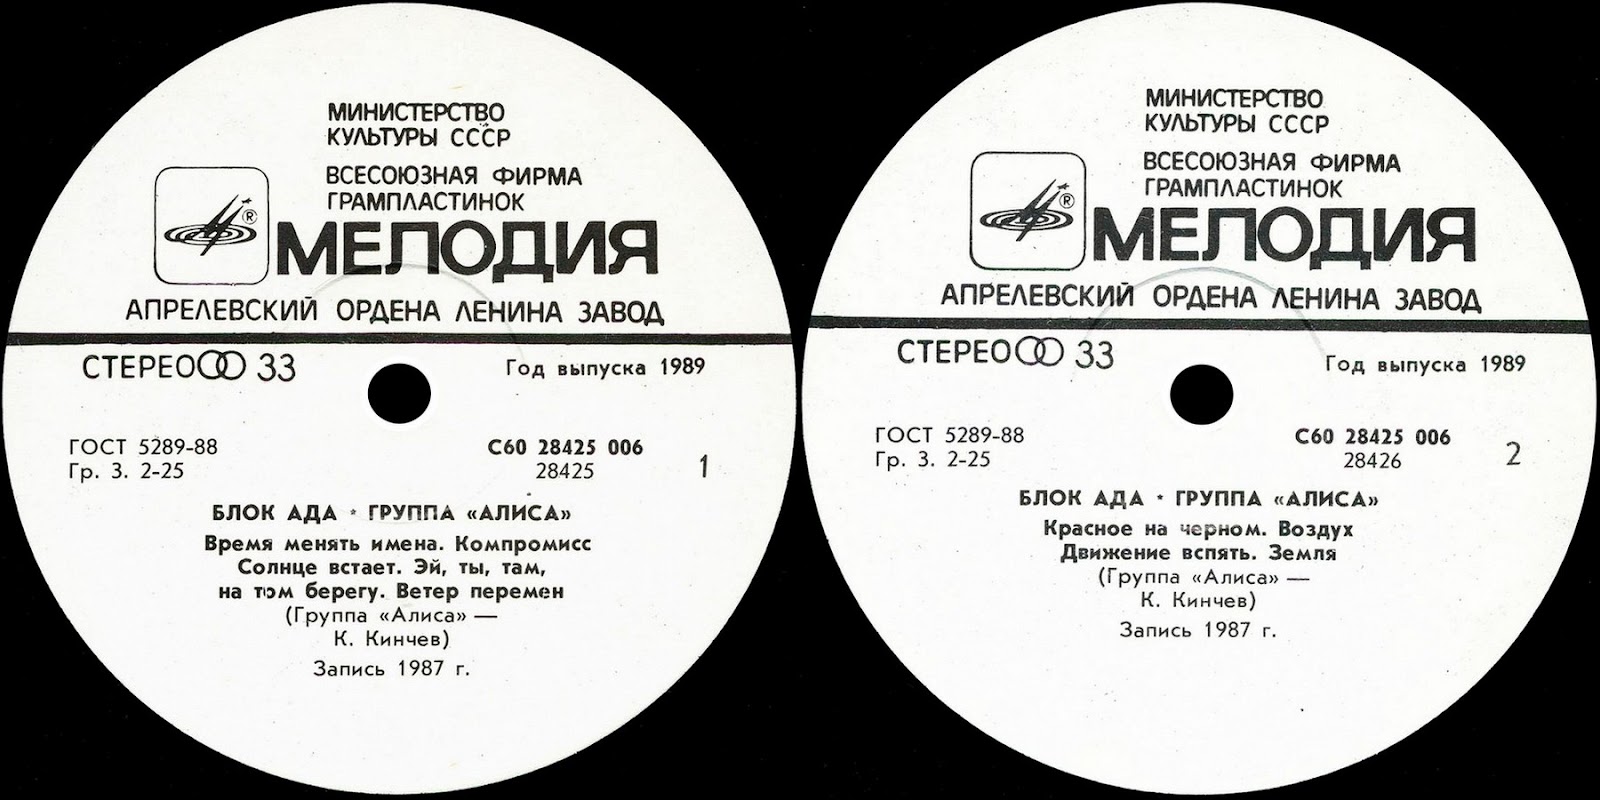 МИНИСТЕРСТВО
КУЛЬТУРЫ СССР
ВСЕСОЮЗНАЯ ФИРМА
ГРАМПЛАСТИНОК
®
МЕЛОДИЯ
АПРЕЛЕВСКИЙ ОРДЕНА ЛЕНИНА ЗАВОД
СТЕРЕО 33
Год выпуска 1989
ГОСТ 5289-88
Гр. 3. 2-25
С60 28425 006
28425
1
БЛОК АДА * ГРУППА «АЛИСА»
Время менять имена. Компромисс
Солнце встает. Эй, ты, там,
на том берегу. Ветер перемен
(Группа «Алиса» —
К. Кинчев)
Запись 1987 г.
МИНИСТЕРСТВО
КУЛЬТУРЫ СССР
ВСЕСОЮЗНАЯ ФИРМА
ГРАМПЛАСТИНОК
®
МЕЛОДИЯ
АПРЕЛЕВСКИЙ ОРДЕНА ЛЕНИНА ЗАВОД
СТЕРЕО 33
Год выпуска 1989
ГОСТ 5289-88
Гр. 3. 2-25
С60 28425 006
28426
2
БЛОК АДА * ГРУППА «АЛИСА»
Красное на черном. Воздух
Движение вспять. Земля
(Группа «Алиса» —
К. Кинчев)
Запись 1987 г.